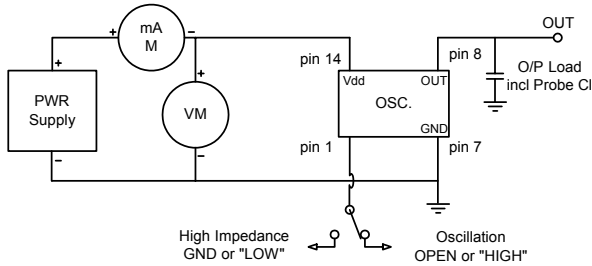 OUT
mA
M
+
–
pin 14
pin 8
O/P Load
incl Probe Cl
+
PWR
Supply
–
+
VM
–
Vdd
OUT
OSC.
GND
pin 1
pin 7
High Impedance
GND or "LOW"
Oscillation
OPEN or "HIGH"